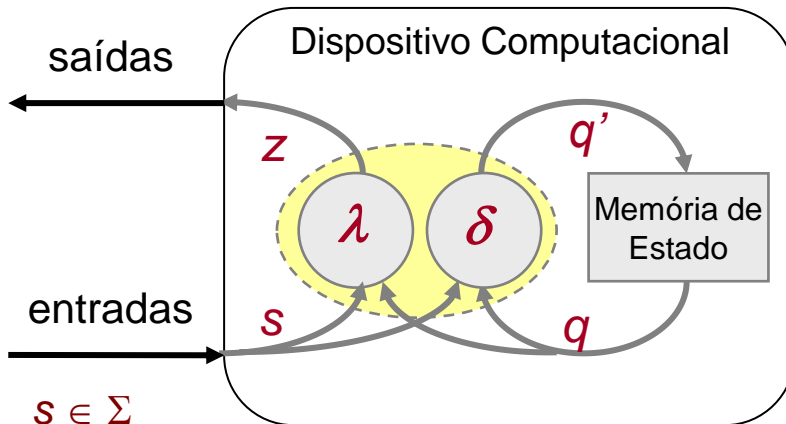 Dispositivo Computacional
saídas
z
q’
λ
δ
Memória de
Estado
entradas
s
q
s ∈ Σ